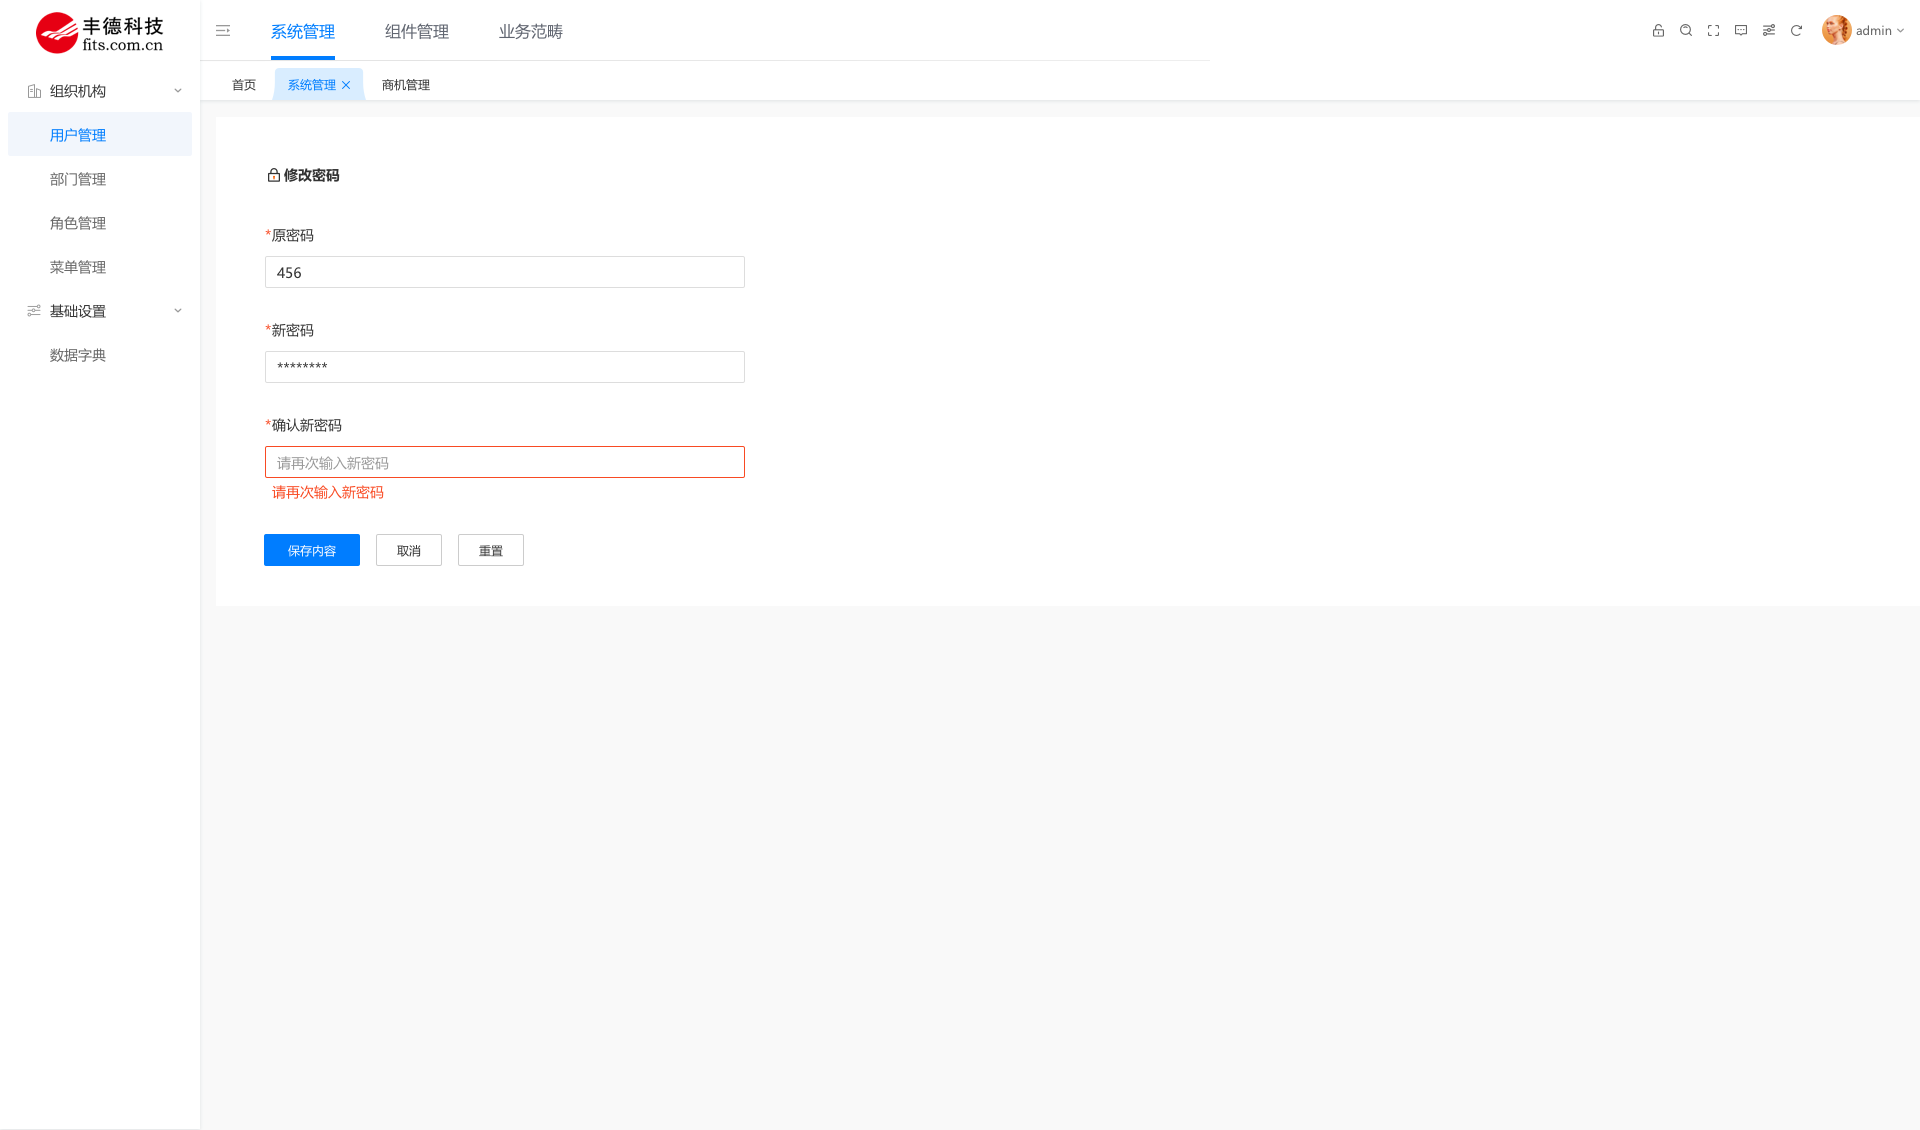 丰德科技
fits.com.cn
系统管理 组件管理 业务范畴
admin
首页 系统管理 商机管理
组织机构
用户管理
部门管理
角色管理
菜单管理
基础设置
数据字典
修改密码
*原密码
456
*新密码
********
*确认新密码
请再次输入新密码
请再次输入新密码
保存内容 取消 重置